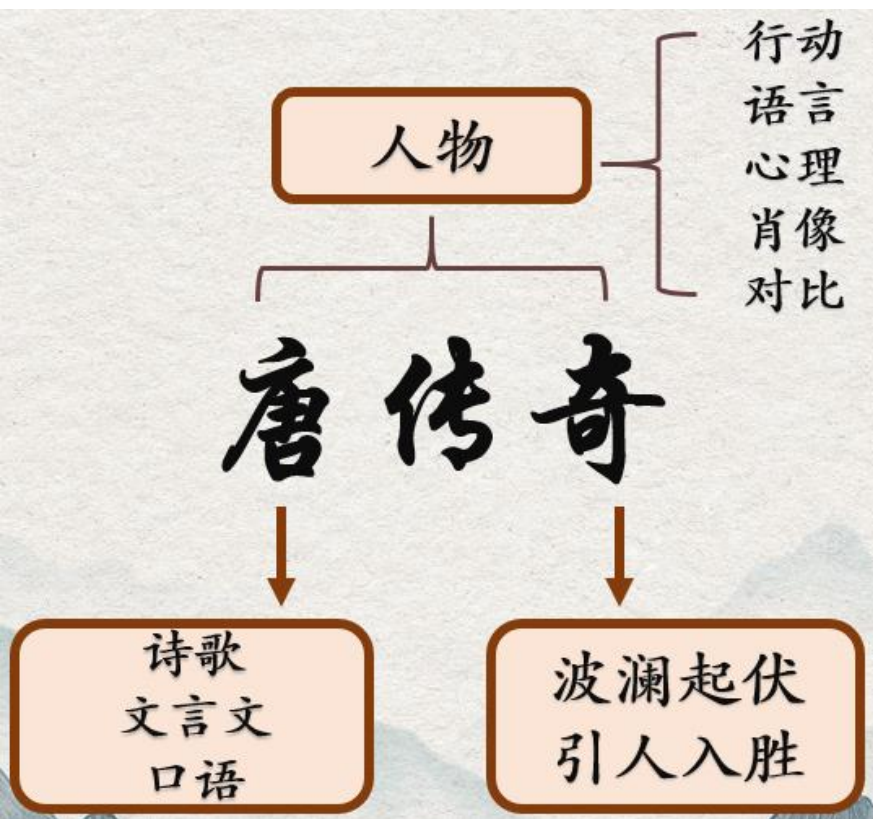 行动
语言
心理
肖像
对比
人物
唐传奇
诗歌
文言文
口语
波澜起伏
引人入胜